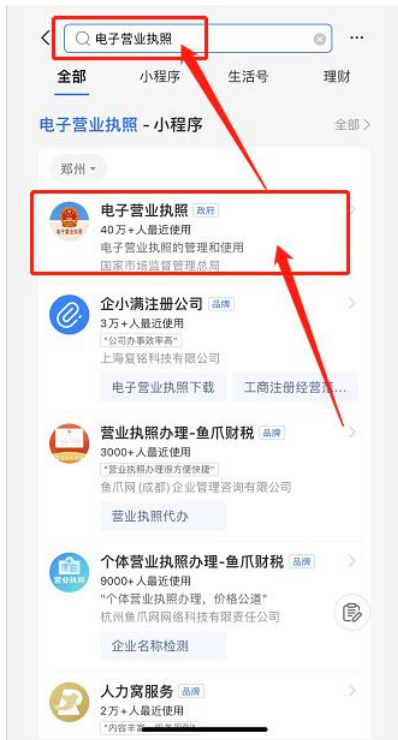 电子营业执照
全部 小程序 生活号 理财
电子营业执照 - 小程序 全部
郑州
电子营业执照 政府
40万+人最近使用
电子营业执照的管理和使用
国家市场监督管理总局
企小满注册公司 品牌
3万+人最近使用
"公司办事效率高"
上海复铭科技有限公司
电子营业执照下载 工商注册经营范...
营业执照办理-鱼爪财税 品牌
3000+人最近使用
"营业执照办理很方便快捷"
鱼爪网(成都)企业管理咨询有限公司
营业执照代办
个体营业执照办理-鱼爪财税 品牌
9000+人最近使用
"个体营业执照办理，价格公道"
杭州鱼爪网网络科技有限责任公司
企业名称检测
人力窝服务 品牌
2万+人最近使用
"内容丰富